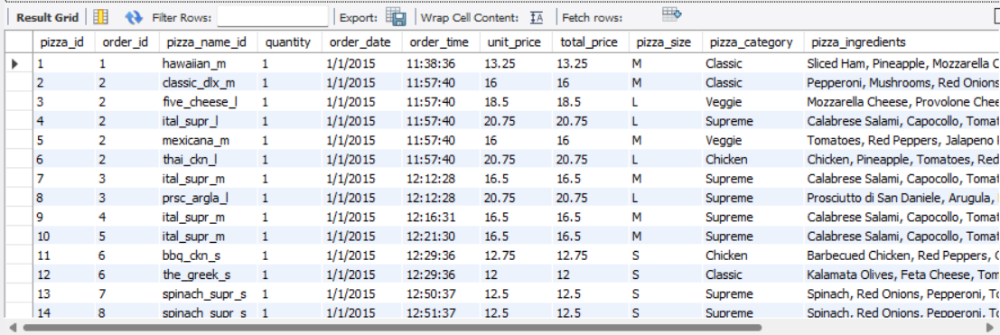 Result Grid Filter Rows: Export: Wrap Cell Content: Fetch rows:
pizza_id order_id pizza_name_id quantity order_date order_time unit_price total_price pizza_size pizza_category pizza_ingredients
1 1 hawaiian_m 1 1/1/2015 11:38:36 13.25 13.25 M Classic Sliced Ham, Pineapple, Mozzarella C
2 2 classic_dlx_m 1 1/1/2015 11:57:40 16 16 M Classic Pepperoni, Mushrooms, Red Onions
3 2 five_cheese_l 1 1/1/2015 11:57:40 18.5 18.5 L Veggie Mozzarella Cheese, Provolone Chee
4 2 ital_supr_l 1 1/1/2015 11:57:40 20.75 20.75 L Supreme Calabrese Salami, Capocollo, Tomat
5 2 mexicana_m 1 1/1/2015 11:57:40 16 16 M Veggie Tomatoes, Red Peppers, Jalapeno
6 2 thai_ckn_l 1 1/1/2015 11:57:40 20.75 20.75 L Chicken Chicken, Pineapple, Tomatoes, Red
7 3 ital_supr_m 1 1/1/2015 12:12:28 16.5 16.5 M Supreme Calabrese Salami, Capocollo, Tomat
8 3 prsc_argla_l 1 1/1/2015 12:12:28 20.75 20.75 L Supreme Prosciutto di San Daniele, Arugula,
9 4 ital_supr_m 1 1/1/2015 12:16:31 16.5 16.5 M Supreme Calabrese Salami, Capocollo, Tomat
10 5 ital_supr_m 1 1/1/2015 12:21:30 16.5 16.5 M Supreme Calabrese Salami, Capocollo, Tomat
11 6 bbq_ckn_s 1 1/1/2015 12:29:36 12.75 12.75 S Chicken Barbecued Chicken, Red Peppers,
12 6 the_greek_s 1 1/1/2015 12:29:36 12 12 S Classic Kalamata Olives, Feta Cheese, Tom
13 7 spinach_supr_s 1 1/1/2015 12:50:37 12.5 12.5 S Supreme Spinach, Red Onions, Pepperoni, To
14 8 spinach_supr_s 1 1/1/2015 12:51:37 12.5 12.5 S Supreme Spinach, Red Onions, Pepperoni, To